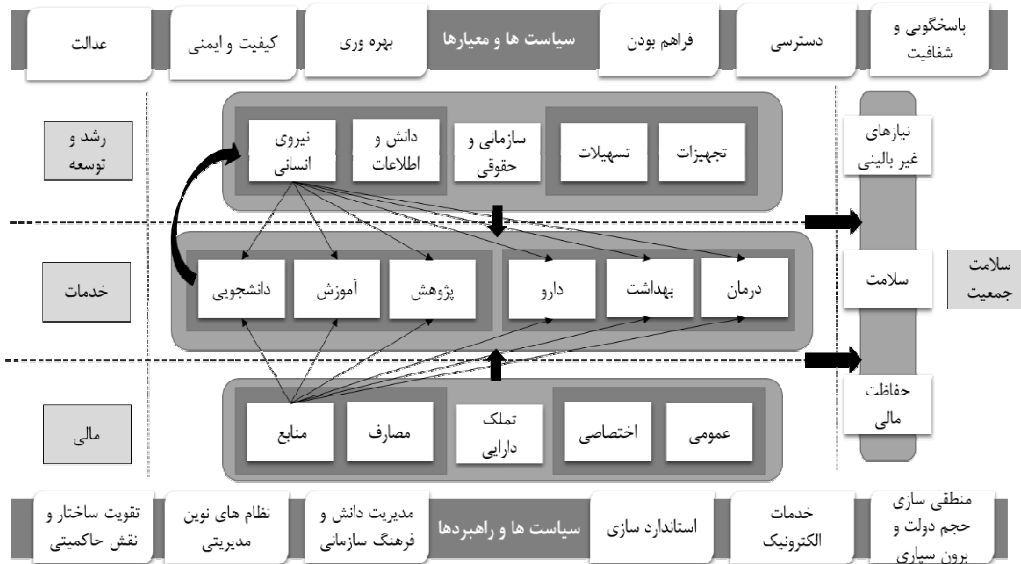 پاسخگویی و
شفافیت
دسترسی
فراهم بودن
سیاست ها و معیارها
بهره وری
کیفیت و ایمنی
عدالت
نیازهای
غیر بالینی
تجهیزات
تسهیلات
سازمانی و
حقوقی
دانش و
اطلاعات
نیروی
انسانی
رشد و
توسعه
سلامت
جمعیت
سلامت
درمان
بهداشت
دارو
پژوهش
آموزش
دانشجویی
خدمات
حفاظت
مالی
عمومی
اختصاصی
تملک
دارایی
مصارف
منابع
مالی
منطقی سازی
حجم دولت و
برون سپاری
خدمات
الکترونیک
استاندارد سازی
سیاست ها و راهبردها
مدیریت دانش و
فرهنگ سازمانی
نظام های نوین
مدیریتی
تقویت ساختار و
نقش حاکمیتی